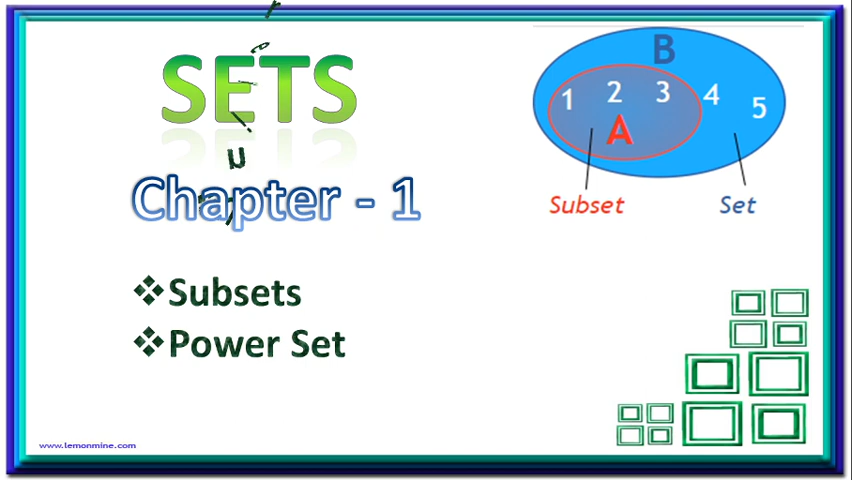 SETS
Chapter - 1
❖Subsets
❖Power Set
B
1 2 3 4 5
A
Subset Set
www.lemonmine.com